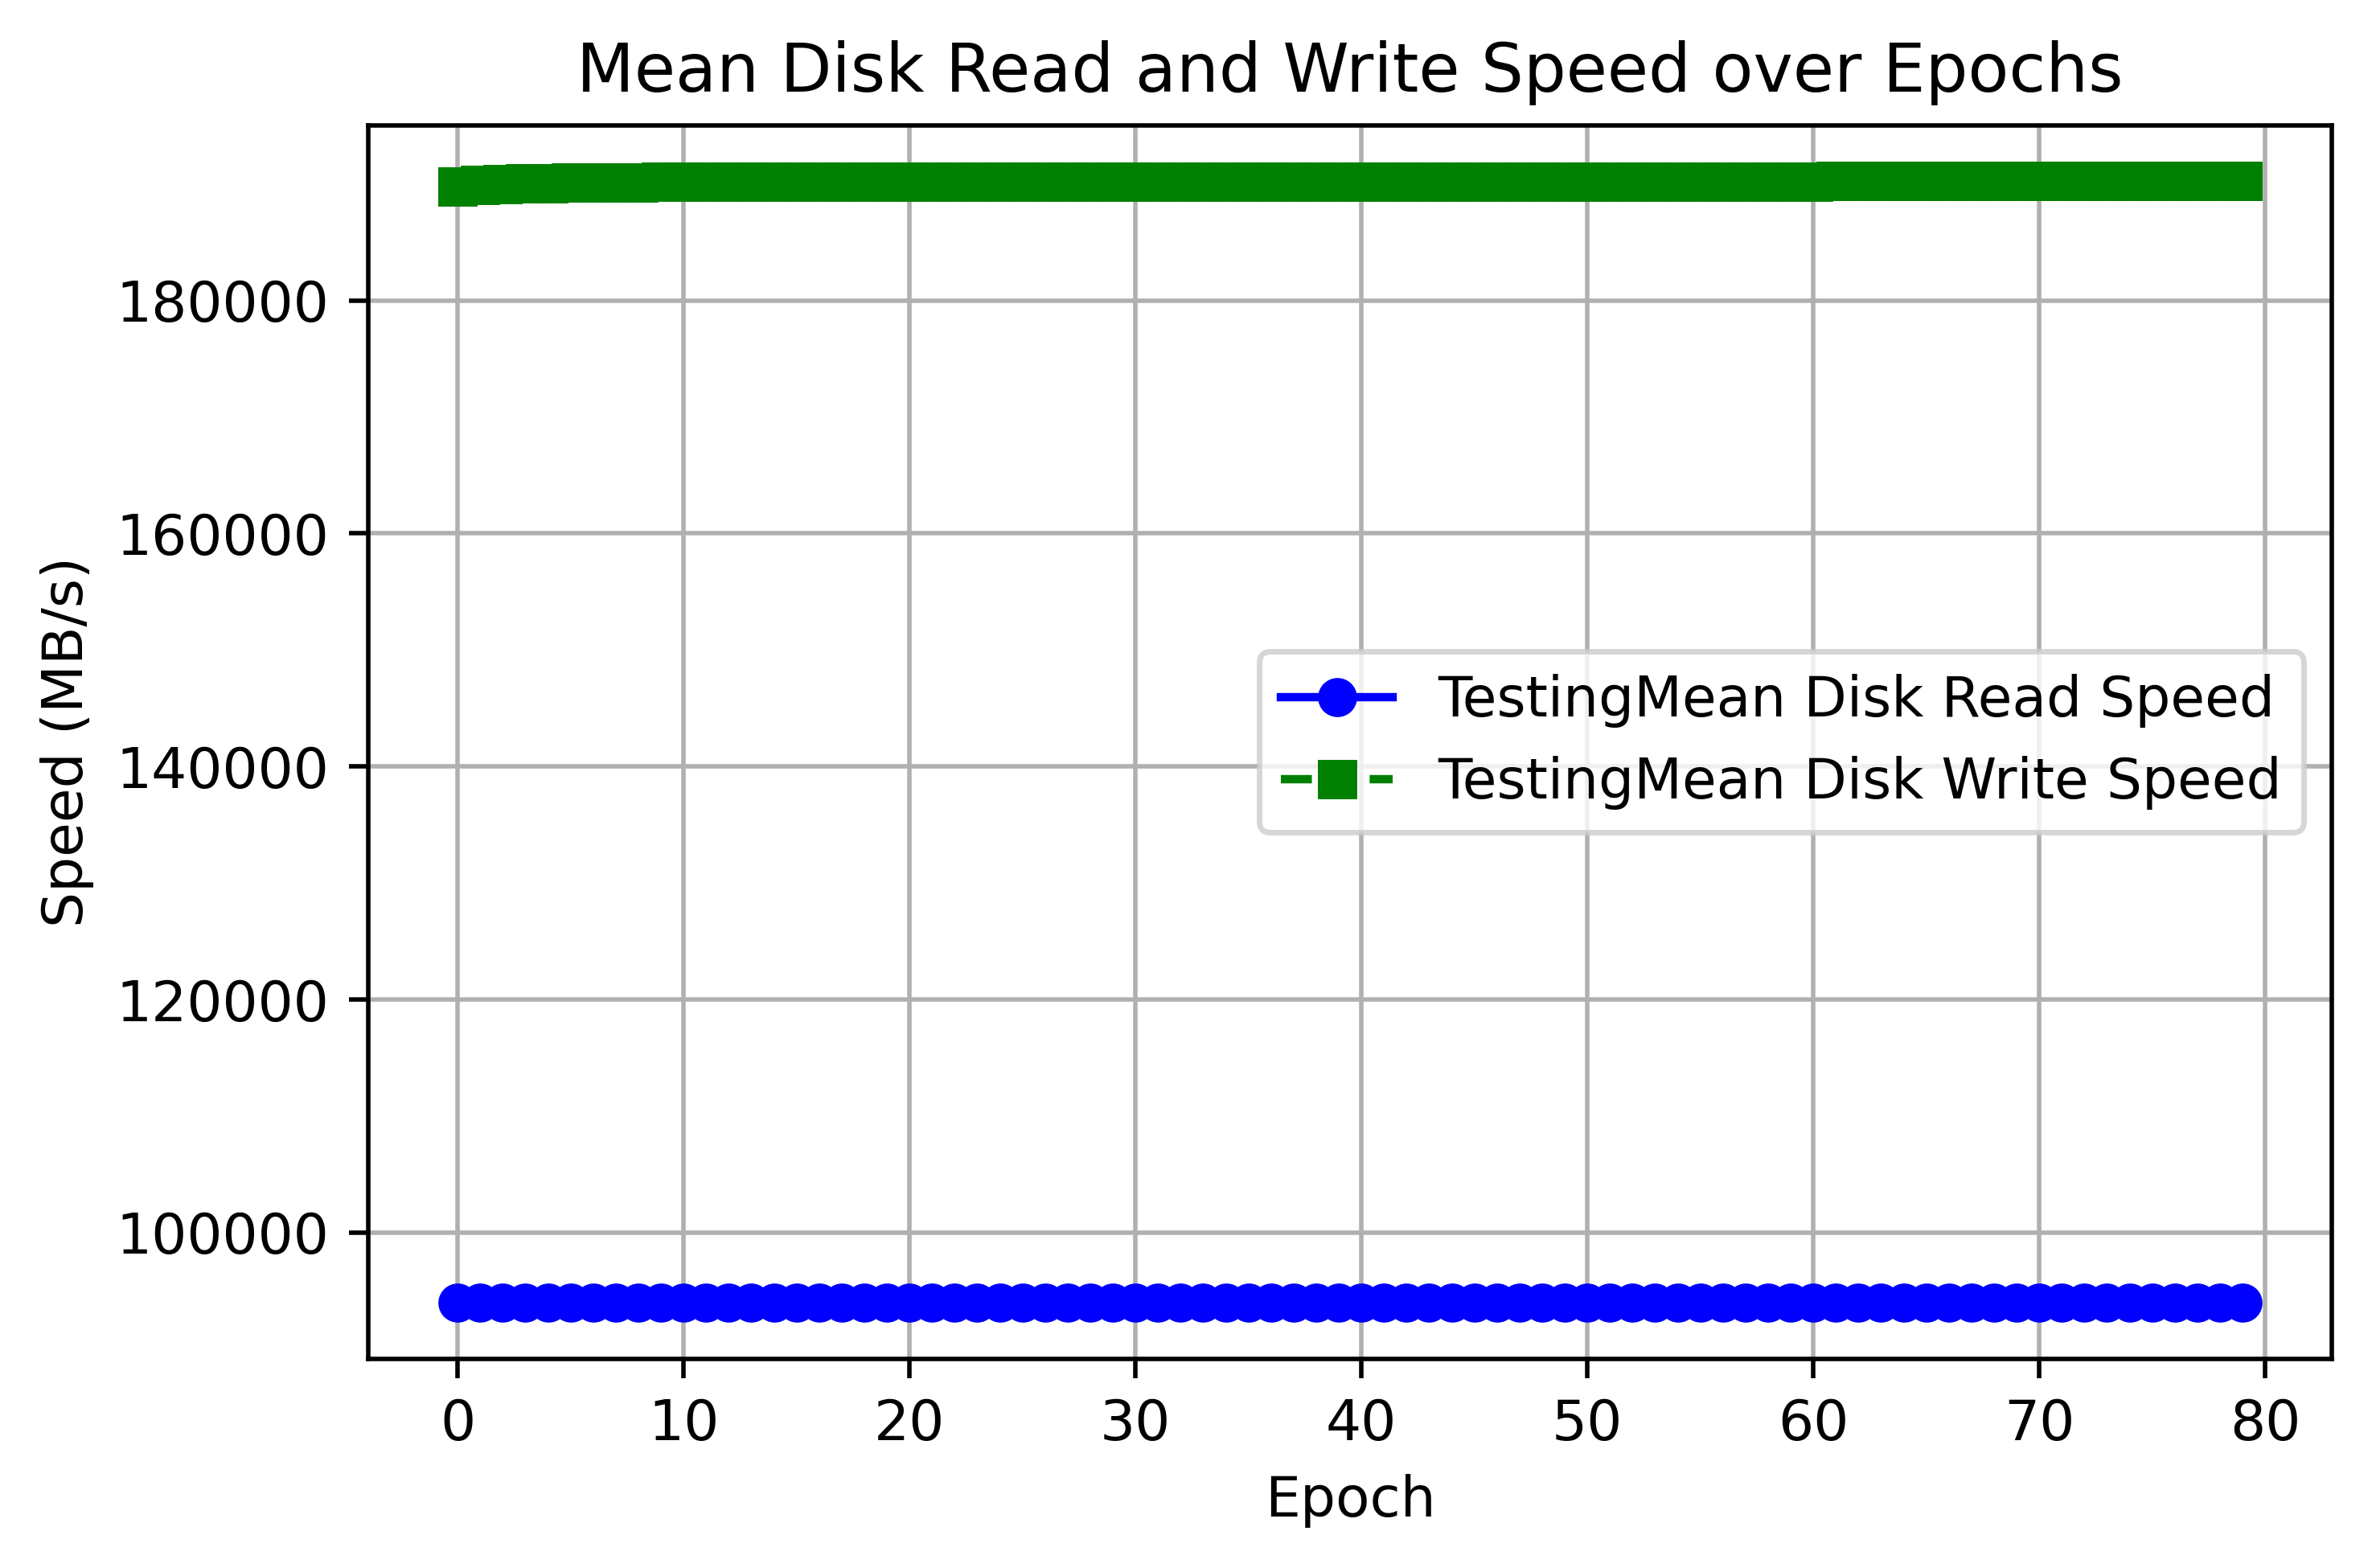 Mean Disk Read and Write Speed over Epochs
Speed (MB/s)
180000
160000
140000
120000
100000
TestingMean Disk Read Speed
TestingMean Disk Write Speed
0 10 20 30 40 50 60 70 80
Epoch